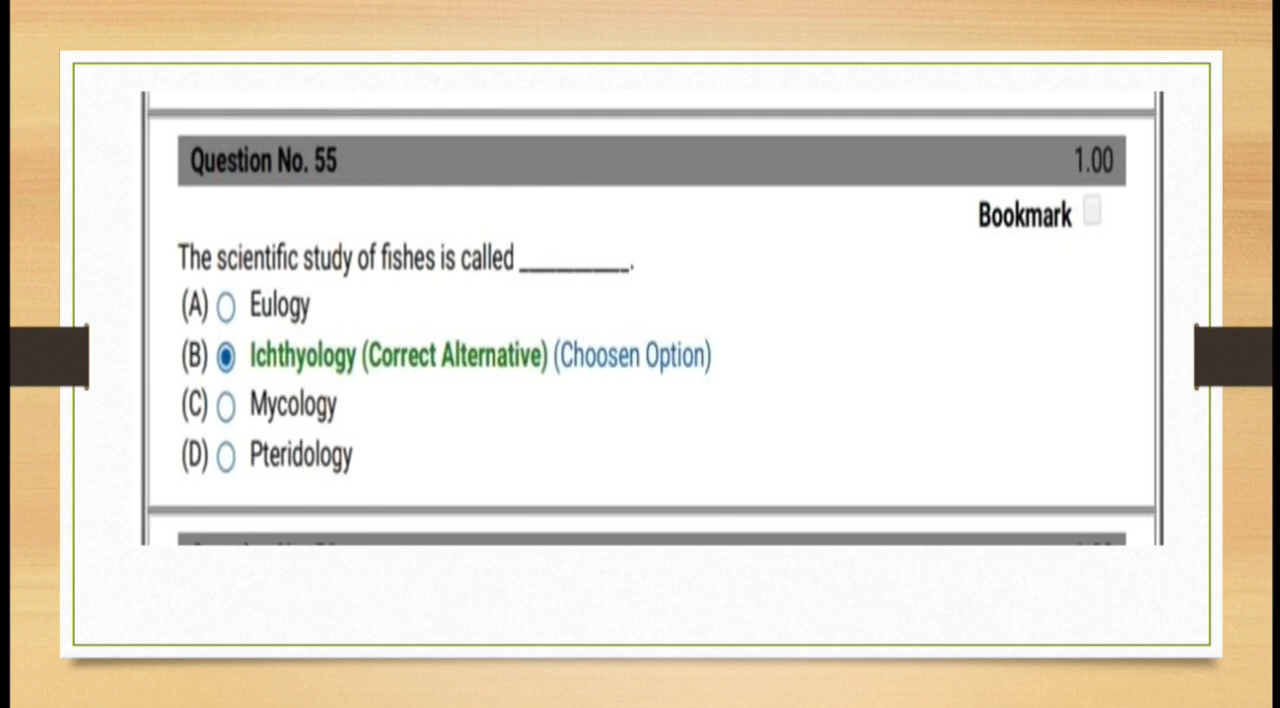 Question No. 55 1.00
Bookmark
The scientific study of fishes is called __________.
(A) Eulogy
(B) Ichthyology (Correct Alternative) (Choosen Option)
(C) Mycology
(D) Pteridology